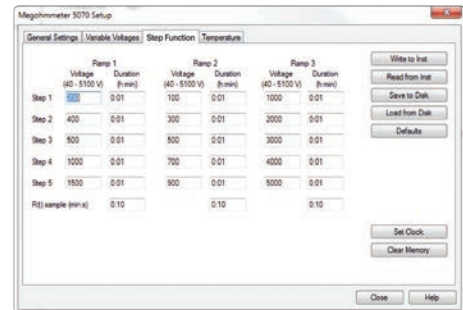 Megohmmeter 5070 Setup
General Settings Variable Voltages Step Function Temperature
Ramp 1 Ramp 2 Ramp 3
Voltage Duration Voltage Duration Voltage Duration
(40 - 5100 V) (h:min) (40 - 5100 V) (h:min) (40 - 5100 V) (h:min)
Step 1 0:01 100 0:01 1000 0:01
Step 2 400 0:01 300 0:01 2000 0:01
Step 3 500 0:01 500 0:01 3000 0:01
Step 4 1000 0:01 700 0:01 4000 0:01
Step 5 1500 0:01 900 0:01 5000 0:01
R(t) sample (min:s) 0:10 0:10 0:10
Write to Inst
Read from Inst
Save to Disk
Load from Disk
Defaults
Set Clock
Clear Memory
Close Help